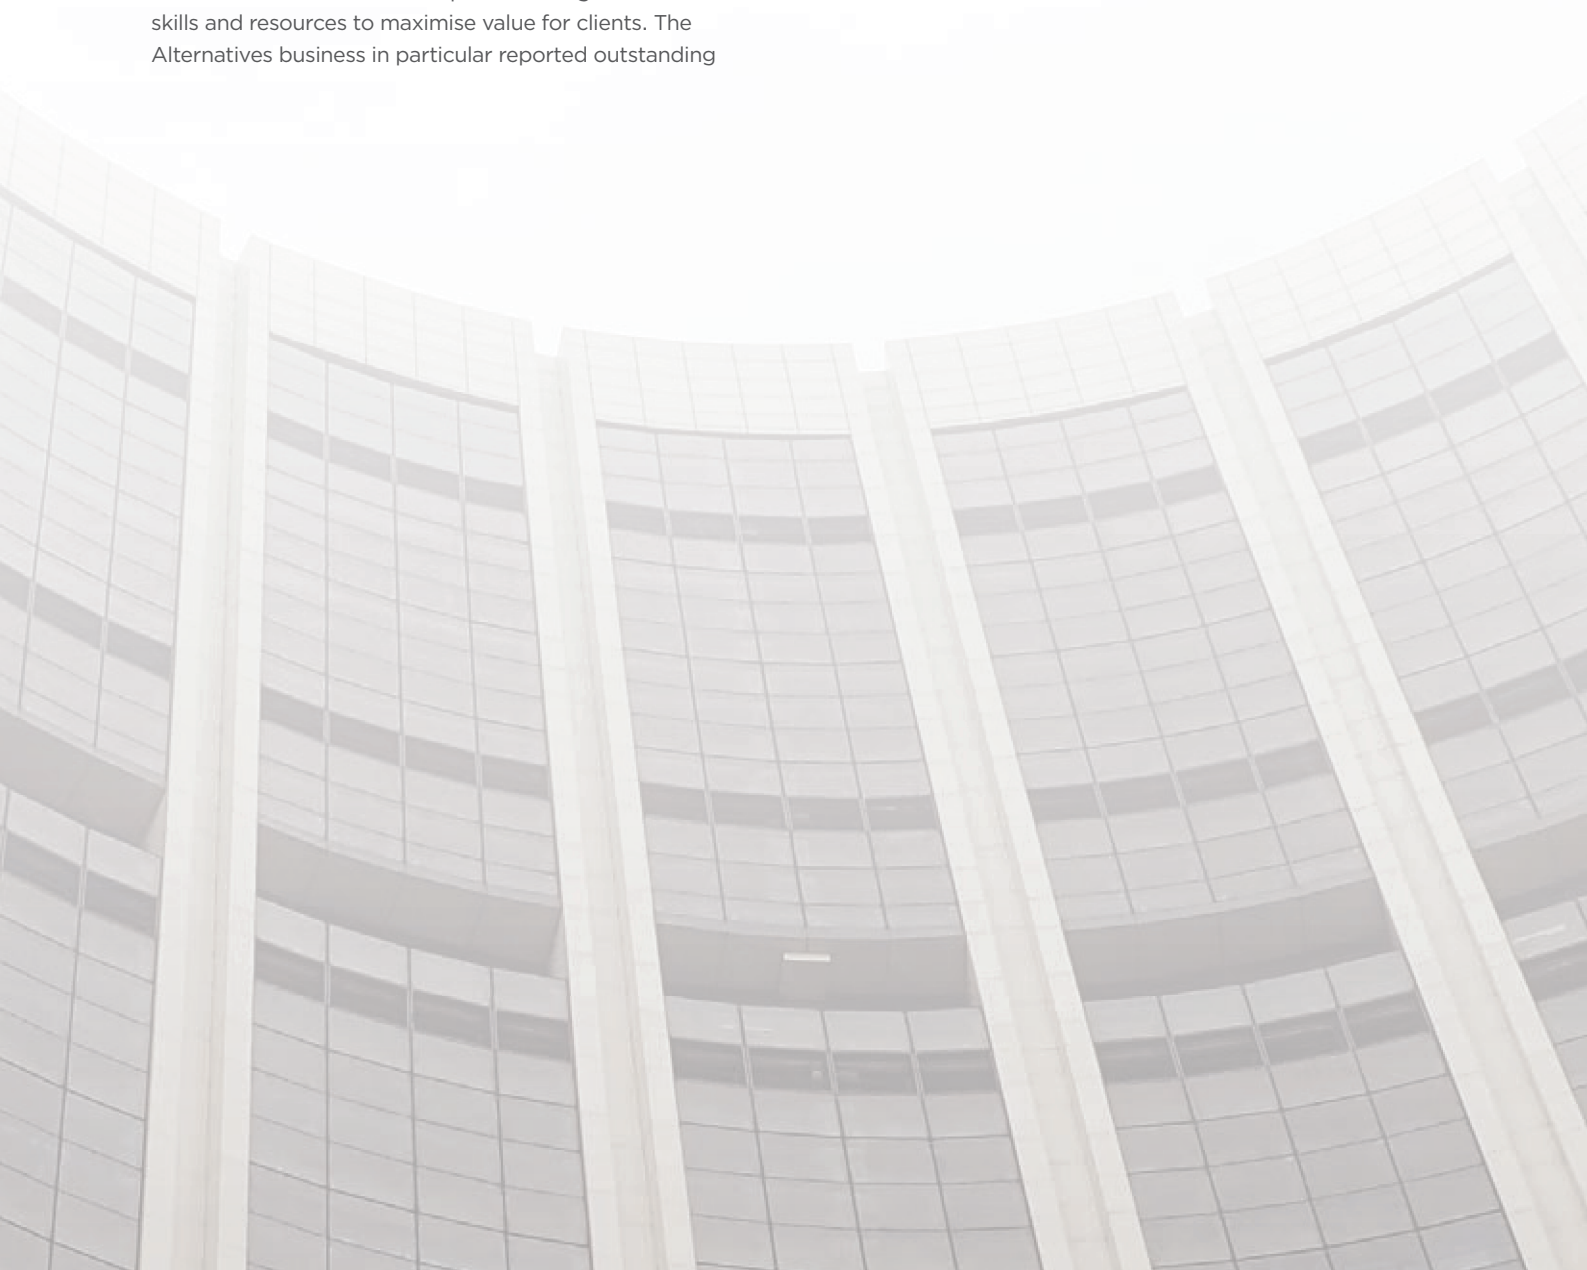 skills and resources to maximise value for clients. The
Alternatives business in particular reported outstanding